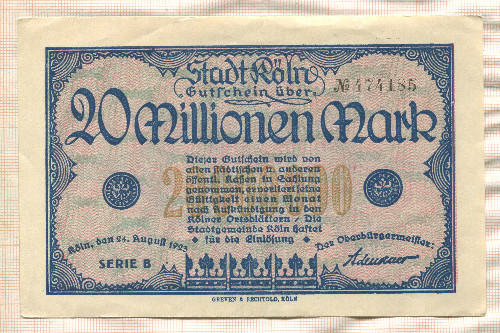 Stadt Köln
Gutschein über
№ 474185
20 Millionen Mark
Dieser Gutschein wird von
allen städtischen u. anderen
öffentl. Kassen in Zahlung
genommen, er verliert seine
Gültigkeit einen Monat
nach Aufkündigung in den
Kölner Ortsblättern / Die
Stadtgemeinde Köln haftet
für die Einlösung
Köln, den 24. August 1923
SERIE B
Der Oberbürgermeister:
Adenauer
GREVEN & BECHTOLD, KÖLN